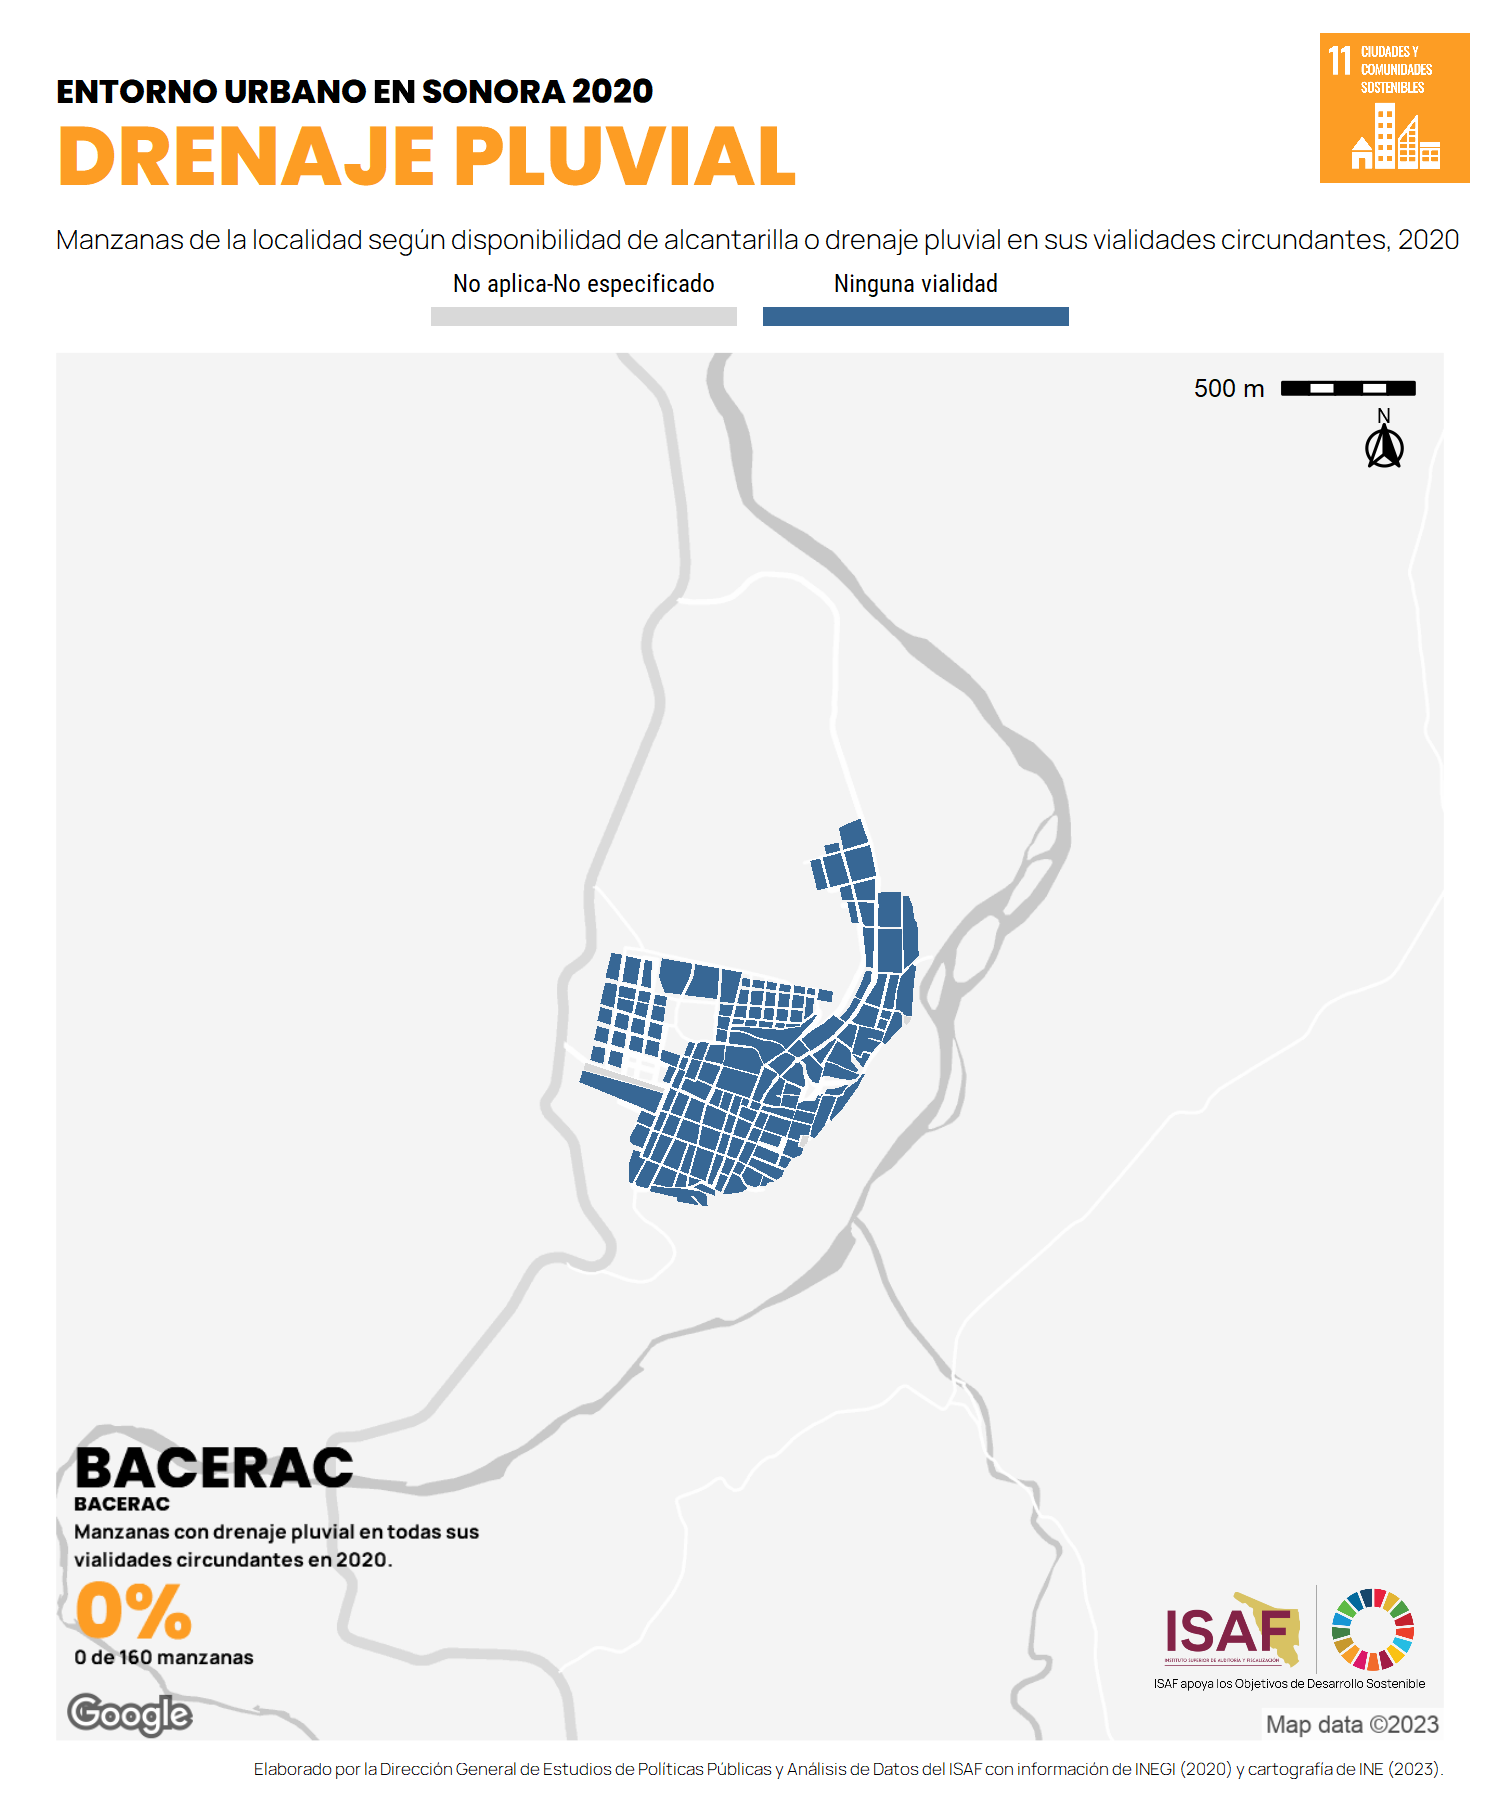 ENTORNO URBANO EN SONORA 2020
DRENAJE PLUVIAL
11 CIUDADES Y
COMUNIDADES
SOSTENIBLES
Manzanas de la localidad según disponibilidad de alcantarilla o drenaje pluvial en sus vialidades circundantes, 2020
No aplica-No especificado
Ninguna vialidad
500 m
N
BACERAC
BACERAC
Manzanas con drenaje pluvial en todas sus
vialidades circundantes en 2020.
0%
0 de 160 manzanas
Google
ISAF
INSTITUTO SUPERIOR DE AUDITORÍA Y FISCALIZACIÓN
ISAF apoya los Objetivos de Desarrollo Sostenible
Map data ©2023
Elaborado por la Dirección General de Estudios de Políticas Públicas y Análisis de Datos del ISAF con información de INEGI (2020) y cartografía de INE (2023).